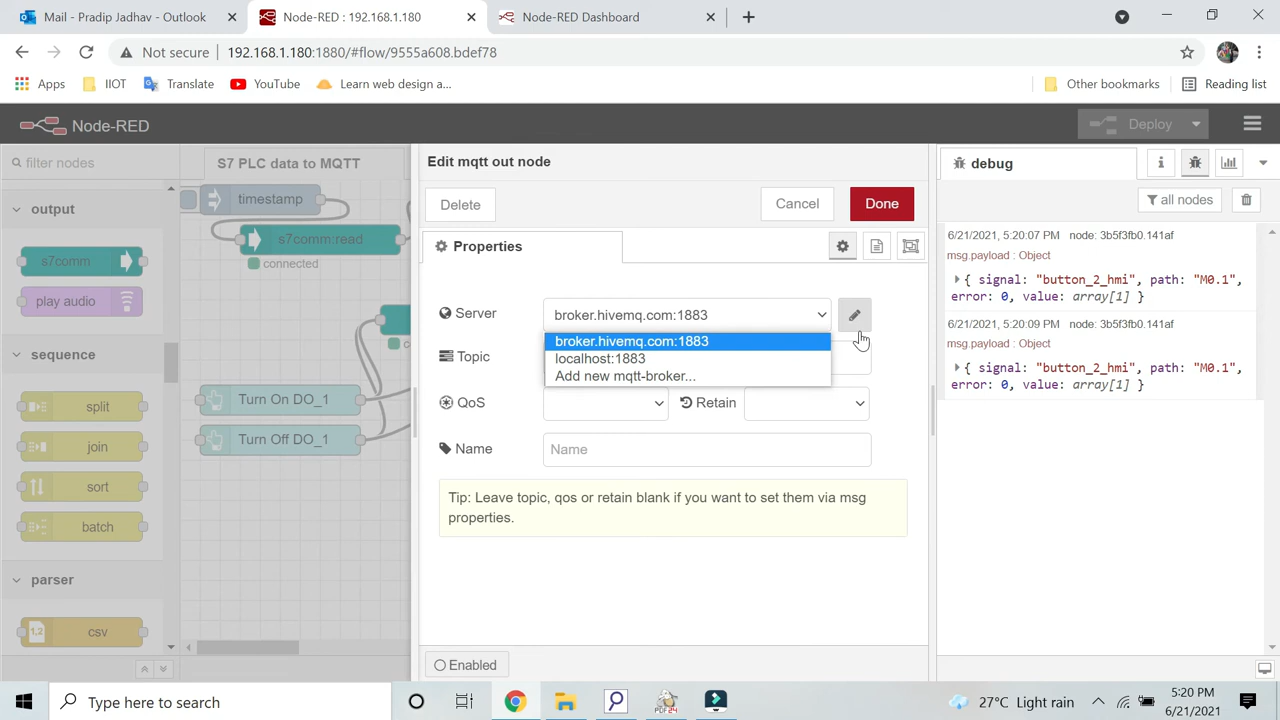 Mail - Pradip Jadhav - Outlook
Node-RED : 192.168.1.180
Node-RED Dashboard
Not secure
192.168.1.180:1880/#flow/9555a608.bdef78
Apps
IIOT
Translate
YouTube
Learn web design a...
Other bookmarks
Reading list
Node-RED
Deploy
filter nodes
S7 PLC data to MQTT
output
s7comm
play audio
sequence
split
join
sort
batch
parser
csv
timestamp
s7comm:read
connected
Turn On DO_1
Turn Off DO_1
Edit mqtt out node
Delete
Cancel
Done
Properties
Server
broker.hivemq.com:1883
broker.hivemq.com:1883
localhost:1883
Add new mqtt-broker...
Topic
QoS
Retain
Name
Name
Tip: Leave topic, qos or retain blank if you want to set them via msg
properties.
Enabled
debug
all nodes
6/21/2021, 5:20:07 PM node: 3b5f3fb0.141af
msg.payload : Object
{ signal: "button_2_hmi", path: "M0.1",
error: 0, value: array[1] }
6/21/2021, 5:20:09 PM node: 3b5f3fb0.141af
msg.payload : Object
{ signal: "button_2_hmi", path: "M0.1",
error: 0, value: array[1] }
Type here to search
27°C Light rain
5:20 PM
6/21/2021